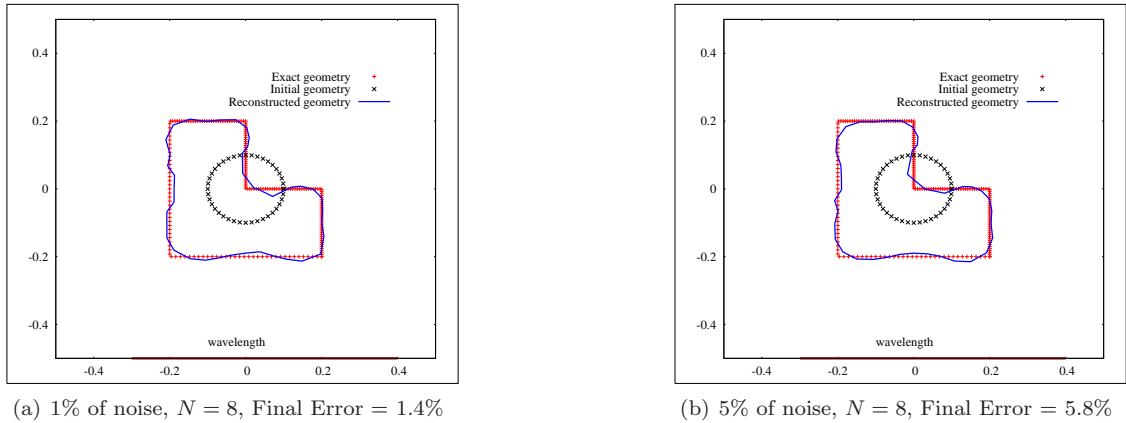 0.4
0.2
0
-0.2
-0.4
-0.4
-0.2
0
0.2
0.4
Exact geometry
Initial geometry
Reconstructed geometry
wavelength
(a) 1% of noise, N = 8, Final Error = 1.4%
0.4
0.2
0
-0.2
-0.4
-0.4
-0.2
0
0.2
0.4
Exact geometry
Initial geometry
Reconstructed geometry
wavelength
(b) 5% of noise, N = 8, Final Error = 5.8%